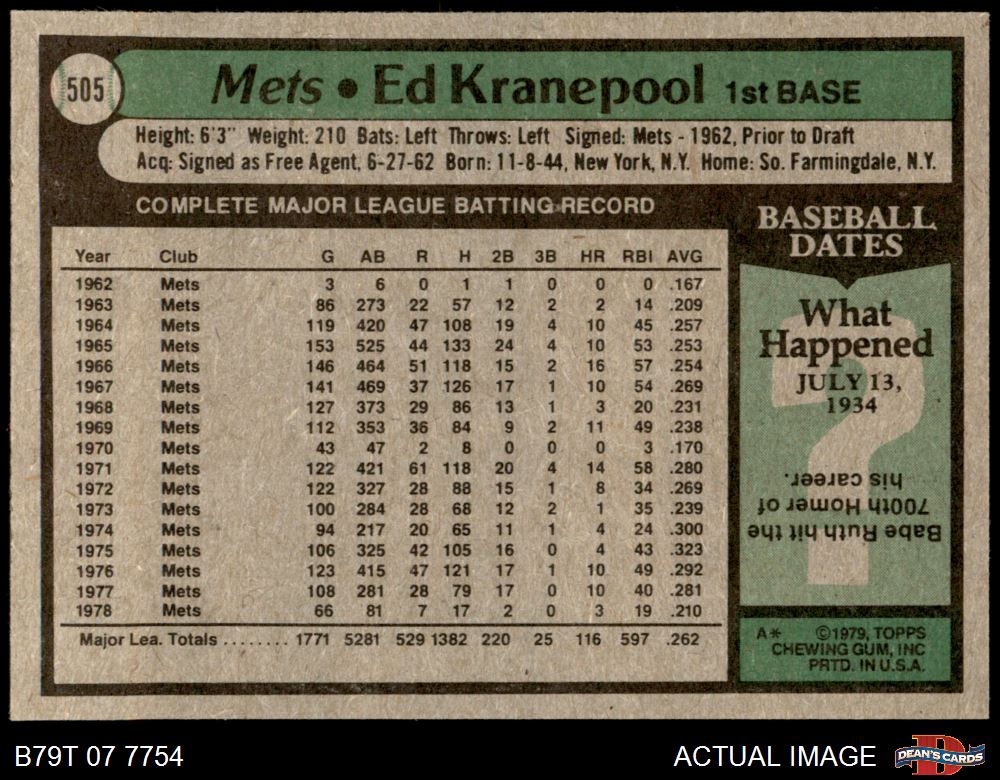 505
Mets • Ed Kranepool 1st BASE
Height: 6'3" Weight: 210 Bats: Left Throws: Left Signed: Mets - 1962, Prior to Draft
Acq: Signed as Free Agent, 6-27-62 Born: 11-8-44, New York, N.Y. Home: So. Farmingdale, N.Y.
COMPLETE MAJOR LEAGUE BATTING RECORD
Year Club G AB R H 2B 3B HR RBI AVG
1962 Mets 3 6 0 1 1 0 0 0 .167
1963 Mets 86 273 22 57 12 2 2 14 .209
1964 Mets 119 420 47 108 19 4 10 45 .257
1965 Mets 153 525 44 133 24 4 10 53 .253
1966 Mets 146 464 51 118 15 2 16 57 .254
1967 Mets 141 469 37 126 17 1 10 54 .269
1968 Mets 127 373 29 86 13 1 3 20 .231
1969 Mets 112 353 36 84 9 2 11 49 .238
1970 Mets 43 47 2 8 0 0 0 3 .170
1971 Mets 122 421 61 118 20 4 14 58 .280
1972 Mets 122 327 28 88 15 1 8 34 .269
1973 Mets 100 284 28 68 12 2 1 35 .239
1974 Mets 94 217 20 65 11 1 4 24 .300
1975 Mets 106 325 42 105 16 0 4 43 .323
1976 Mets 123 415 47 121 17 1 10 49 .292
1977 Mets 108 281 28 79 17 0 10 40 .281
1978 Mets 66 81 7 17 2 0 3 19 .210
Major Lea. Totals ........ 1771 5281 529 1382 220 25 116 597 .262
BASEBALL
DATES
What
Happened
JULY 13,
1934
Babe Ruth hit the
700th Homer of
his career.
A* ©1979, TOPPS
CHEWING GUM, INC
PRTD. IN U.S.A.
B79T 07 7754
ACTUAL IMAGE
DEAN'S CARDS